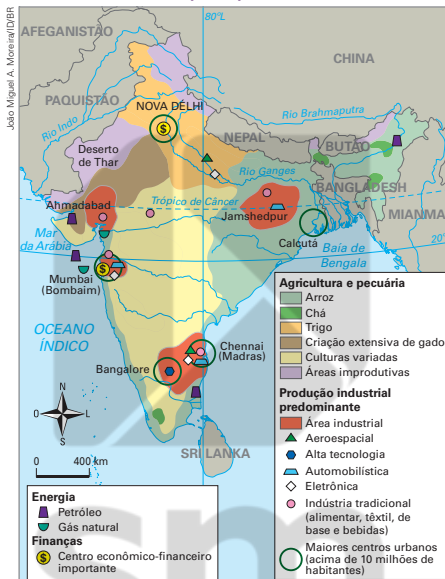 João Miguel A. Moreira/ID/BR
80°L
AFEGANISTÃO
CHINA
PAQUISTÃO
NOVA DÉLHI
Rio Brahmaputra
Rio Indo
NEPAL
BUTÃO
Deserto
de Thar
Rio Ganges
BANGLADESH
Trópico de Câncer
Ahmadabad
Jamshedpur
MIANMA
Mar
da Arábia
Calcutá
20°
Baía de
Bengala
Mumbai
(Bombaim)
OCEANO
ÍNDICO
Chennai
(Madras)
Bangalore
N
O
L
S
SRI LANKA
0 400 km
Energia
Petróleo
Gás natural
Finanças
$ Centro econômico-financeiro
importante
Agricultura e pecuária
Arroz
Chá
Trigo
Criação extensiva de gado
Culturas variadas
Áreas improdutivas
Produção industrial
predominante
Área industrial
Aeroespacial
Alta tecnologia
Automobilística
Eletrônica
Indústria tradicional
(alimentar, têxtil, de
base e bebidas)
Maiores centros urbanos
(acima de 10 milhões de
habitantes)
sm